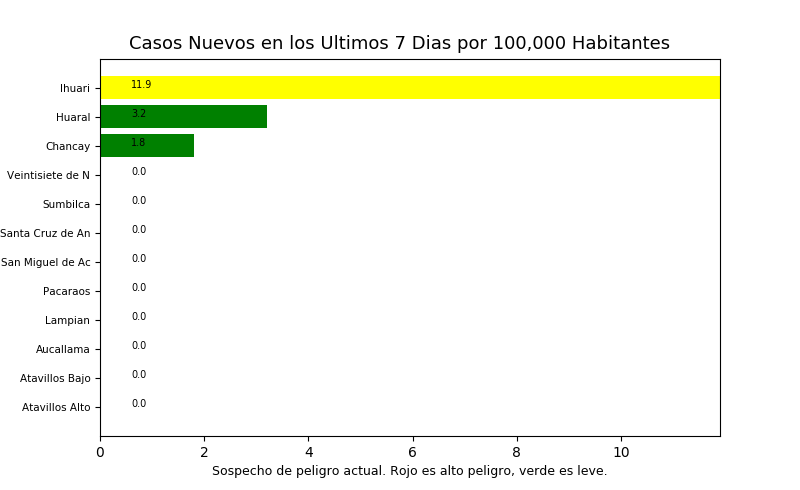 Casos Nuevos en los Ultimos 7 Dias por 100,000 Habitantes
Ihuari 11.9
Huaral 3.2
Chancay 1.8
Veintisiete de N 0.0
Sumbilca 0.0
Santa Cruz de An 0.0
San Miguel de Ac 0.0
Pacaraos 0.0
Lampian 0.0
Aucallama 0.0
Atavillos Bajo 0.0
Atavillos Alto 0.0
0 2 4 6 8 10
Sospecho de peligro actual. Rojo es alto peligro, verde es leve.